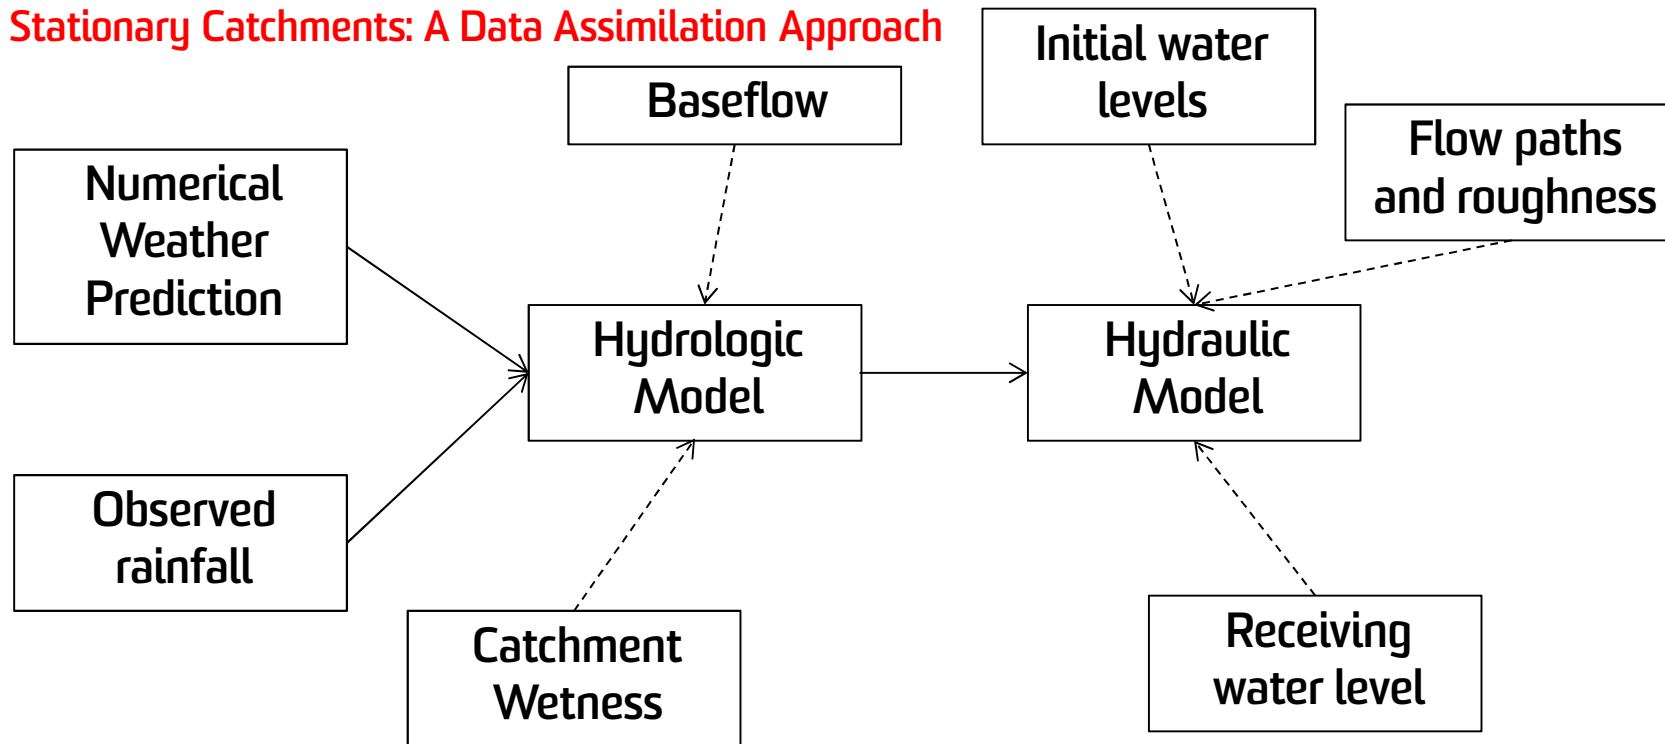 Stationary Catchments: A Data Assimilation Approach
Initial water
levels
Baseflow
Flow paths
and roughness
Numerical
Weather
Prediction
Hydrologic
Model
Hydraulic
Model
Observed
rainfall
Catchment
Wetness
Receiving
water level